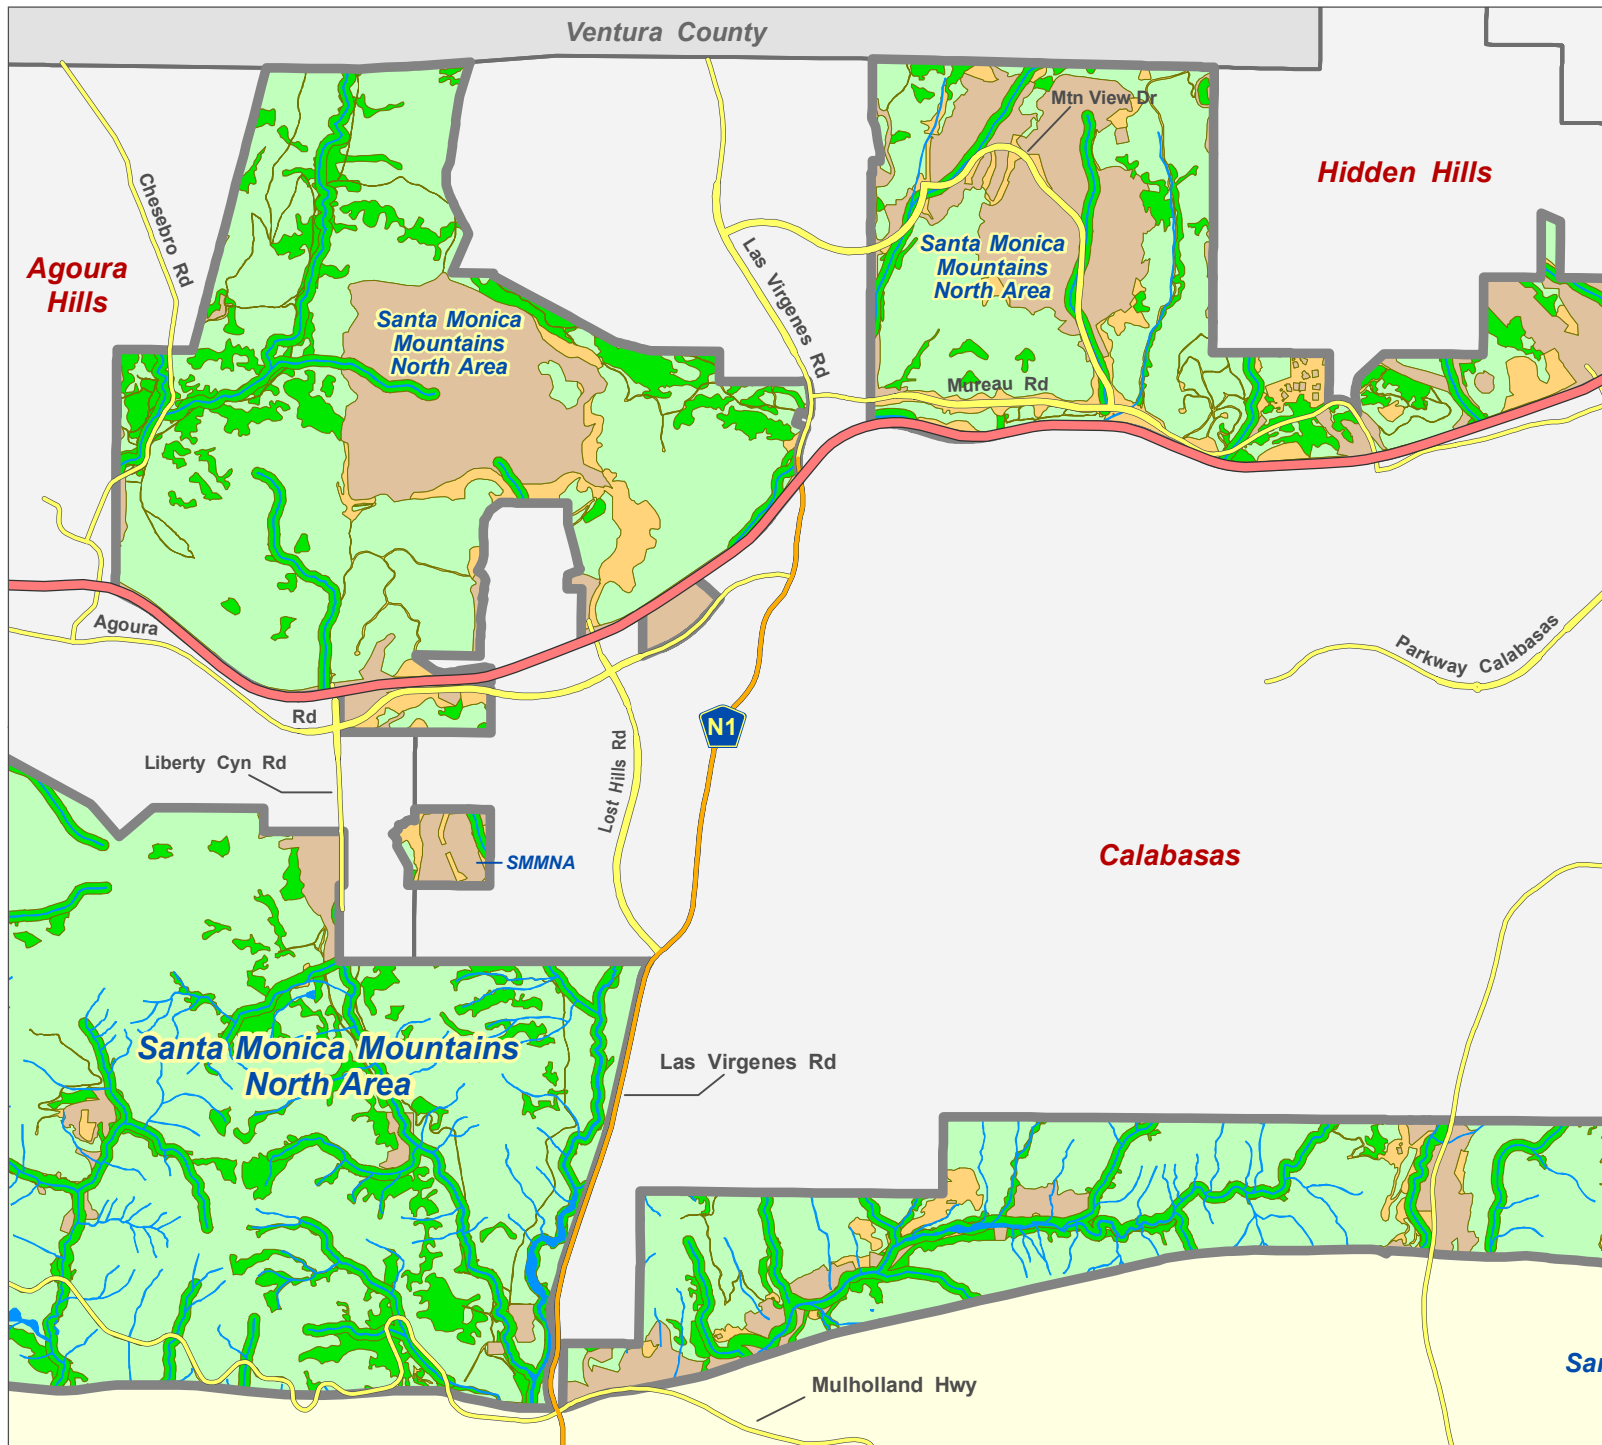 Ventura County
Mtn View Dr
Hidden Hills
Chesebro Rd
Agoura
Hills
Las Virgenes Rd
Santa Monica
Mountains
North Area
Santa Monica
Mountains
North Area
Mureau Rd
Agoura
Rd
Parkway Calabasas
N1
Liberty Cyn Rd
Lost Hills Rd
SMMNA
Calabasas
Santa Monica Mountains
North Area
Las Virgenes Rd
Mulholland Hwy